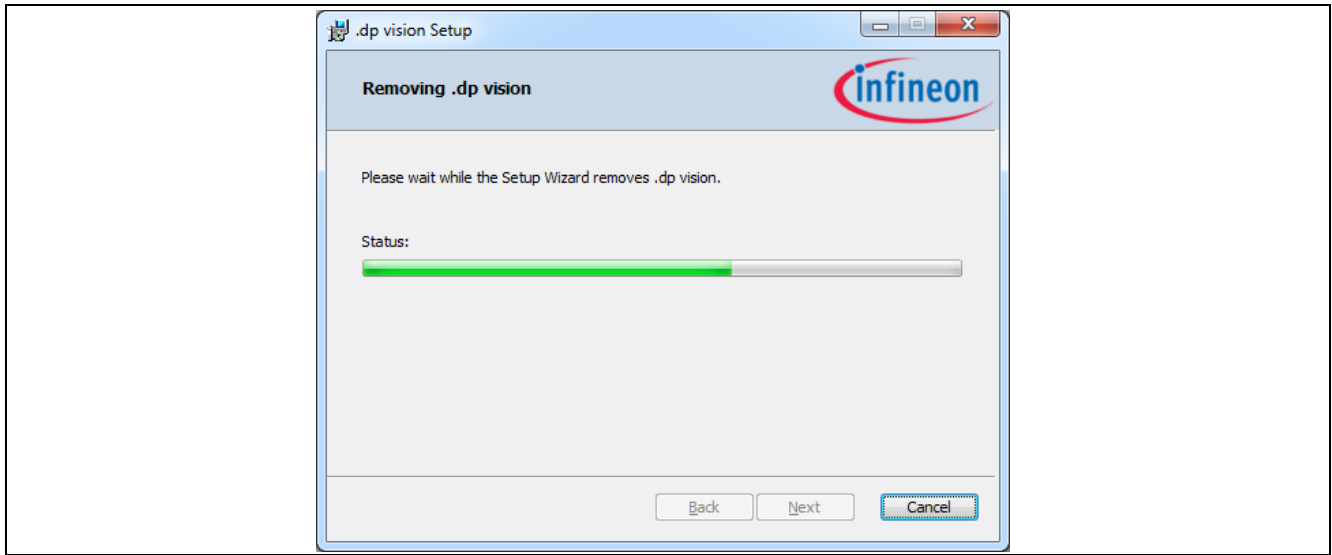 .dp vision Setup
Removing .dp vision
infineon
Please wait while the Setup Wizard removes .dp vision.
Status:
Back Next Cancel